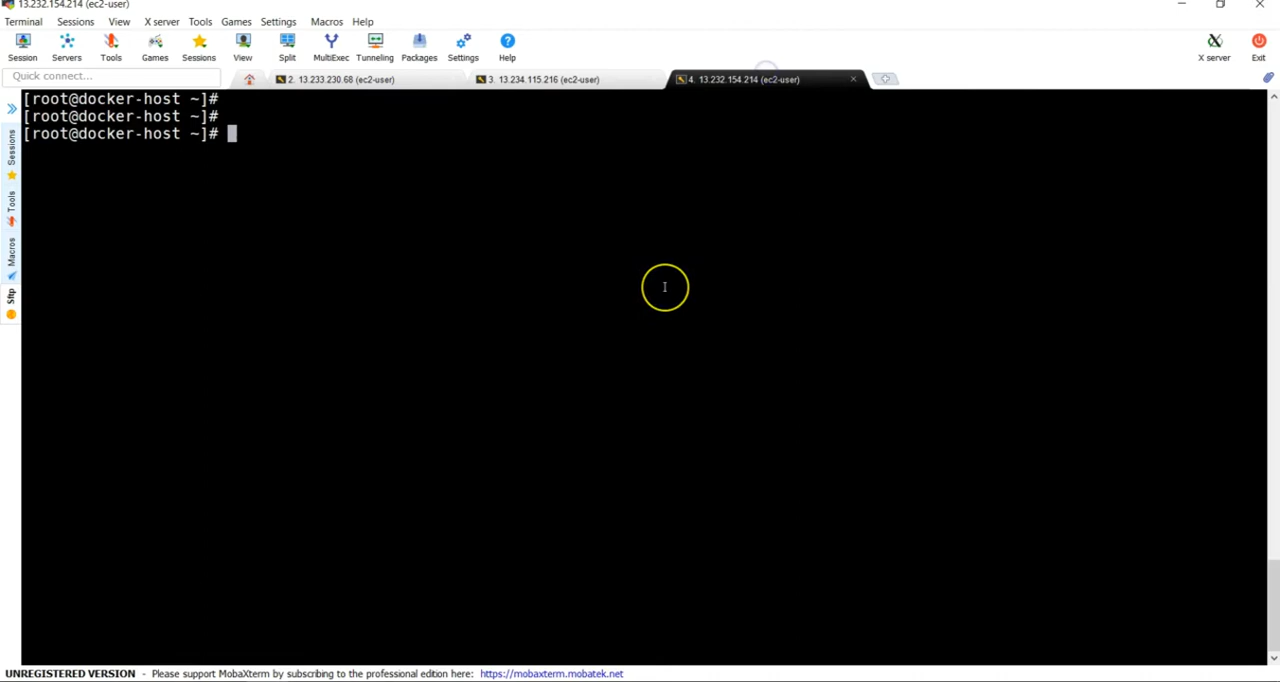 13.232.154.214 (ec2-user)
Terminal Sessions View X server Tools Games Settings Macros Help
Session Servers Tools Games Sessions View Split MultiExec Tunneling Packages Settings Help X server Exit
Quick connect... 2. 13.233.230.68 (ec2-user) 3. 13.234.115.216 (ec2-user) 4. 13.232.154.214 (ec2-user)
[root@docker-host ~]#
[root@docker-host ~]#
[root@docker-host ~]#
Sessions
Tools
Macros
Sftp
UNREGISTERED VERSION - Please support MobaXterm by subscribing to the professional edition here: https://mobaxterm.mobatek.net